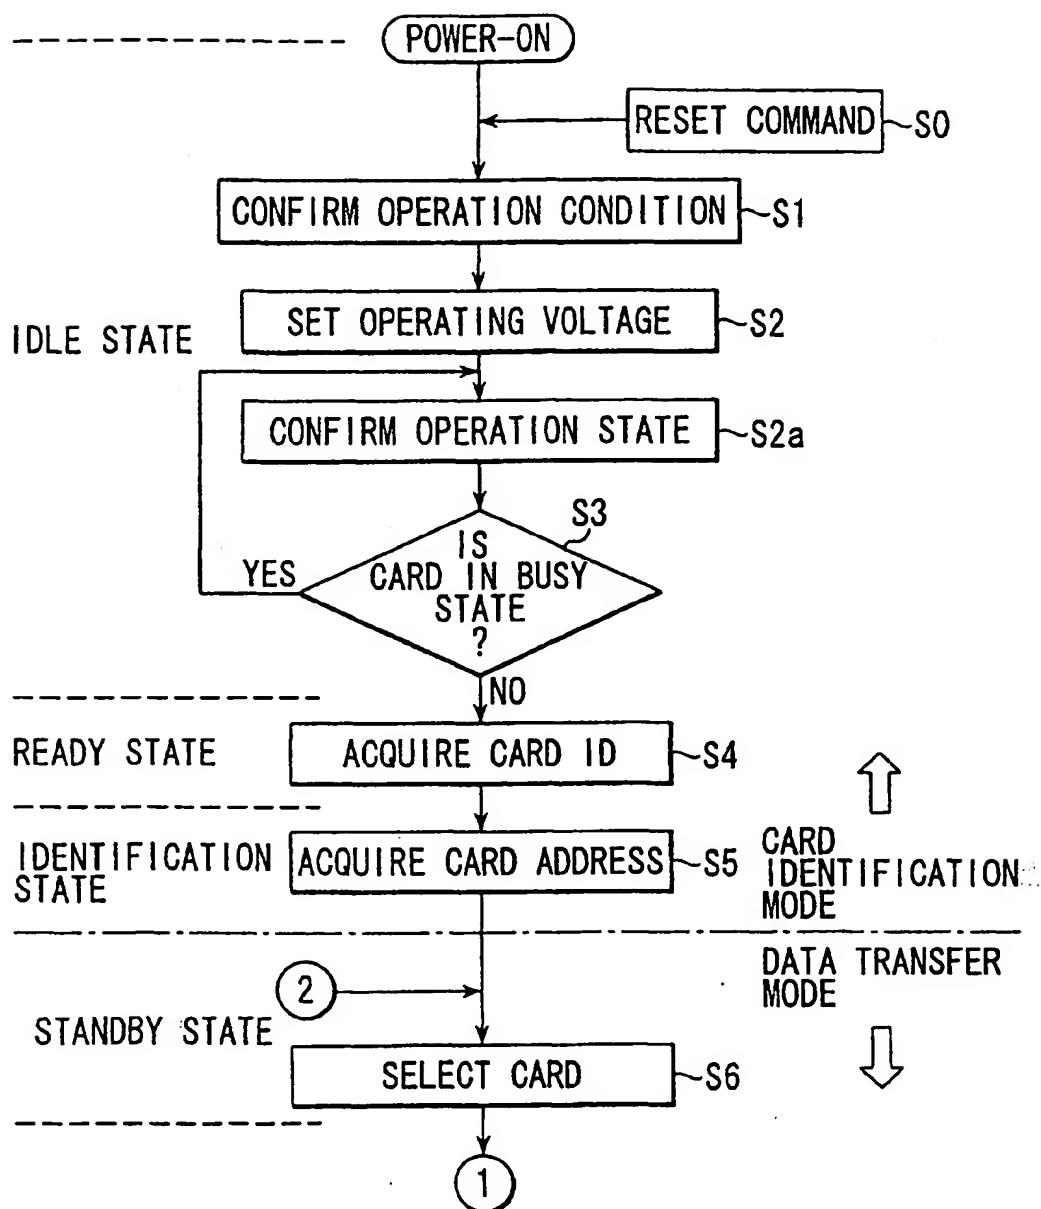 POWER-ON
RESET COMMAND
S0
CONFIRM OPERATION CONDITION
S1
SET OPERATING VOLTAGE
S2
IDLE STATE
CONFIRM OPERATION STATE
S2a
S3
IS
CARD IN BUSY
STATE
?
YES
NO
READY STATE
ACQUIRE CARD ID
S4
IDENTIFICATION
STATE
ACQUIRE CARD ADDRESS
S5
CARD
IDENTIFICATION
MODE
DATA TRANSFER
MODE
2
STANDBY STATE
SELECT CARD
S6
1